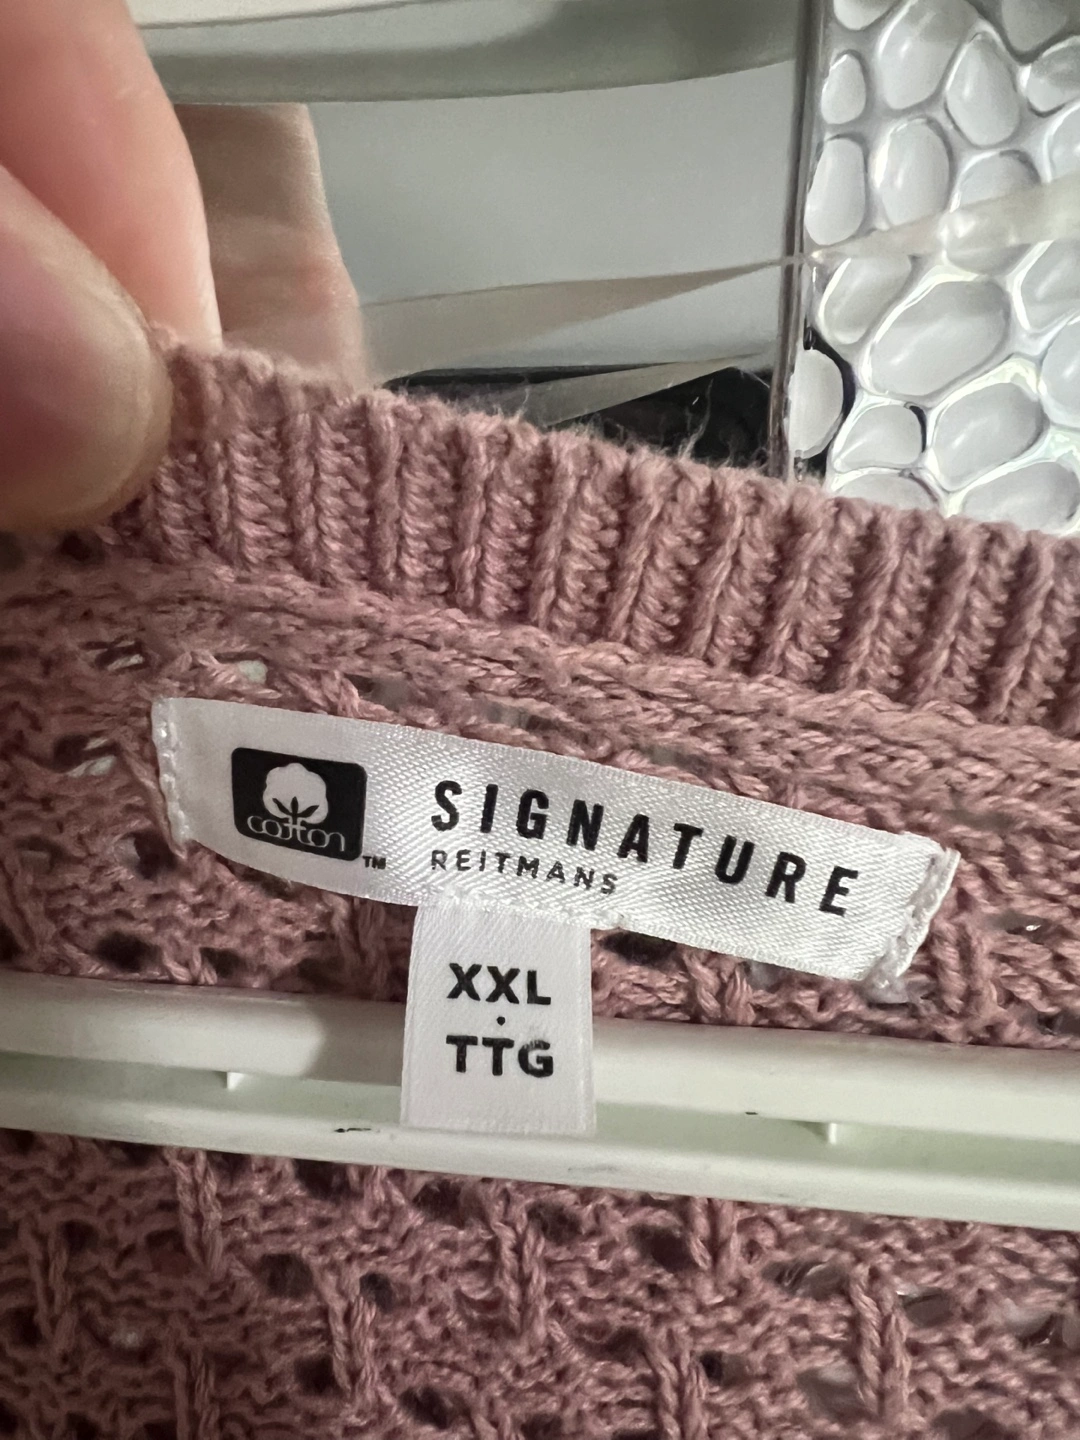 cotton
TM
SIGNATURE
REITMANS
XXL
·
TTG